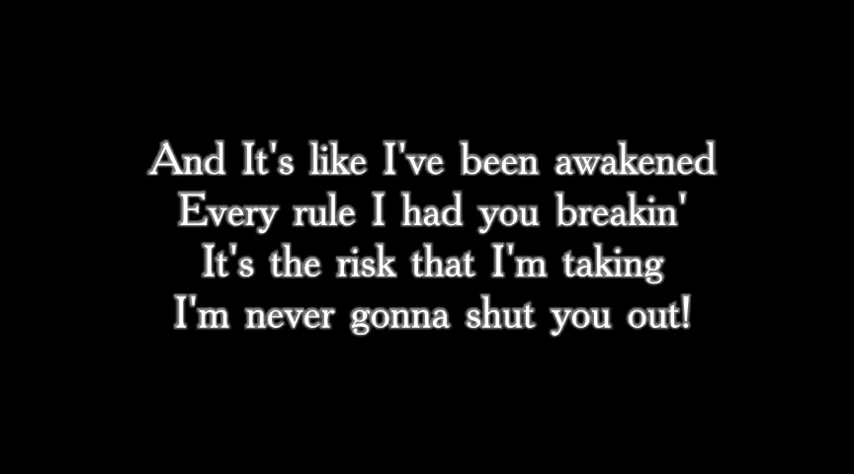 And It's like I've been awakened
Every rule I had you breakin'
It's the risk that I'm taking
I'm never gonna shut you out!